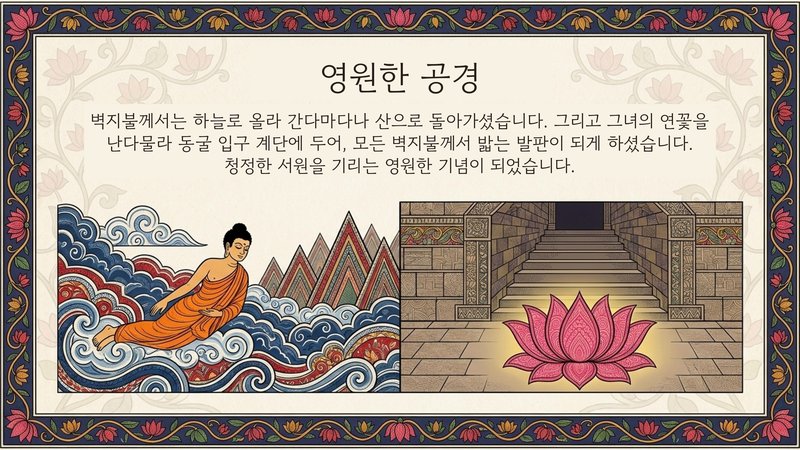 영원한 공경
벽지불께서는 하늘로 올라 간다마다나 산으로 돌아가셨습니다. 그리고 그녀의 연꽃을
난다물라 동굴 입구 계단에 두어, 모든 벽지불께서 밟는 발판이 되게 하셨습니다.
청정한 서원을 기리는 영원한 기념이 되었습니다.